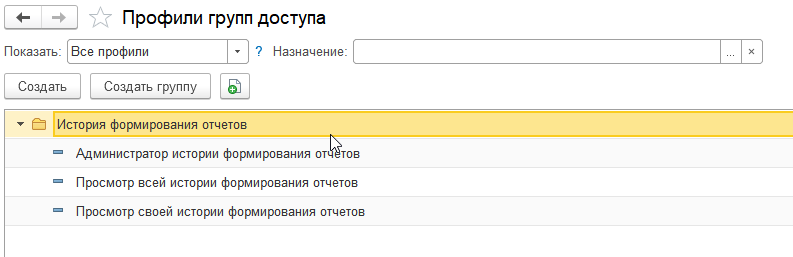 Профили групп доступа
Показать: Все профили ? Назначение: ... ×
Создать Создать группу
История формирования отчетов
Администратор истории формирования отчетов
Просмотр всей истории формирования отчетов
Просмотр своей истории формирования отчетов